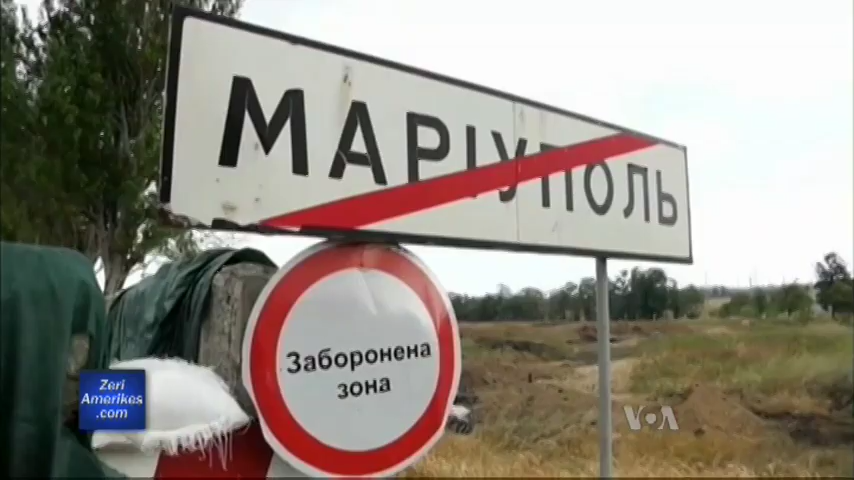 МАРІУПОЛЬ
Заборонена
зона
Zeri
Amerikes
.com
VOA